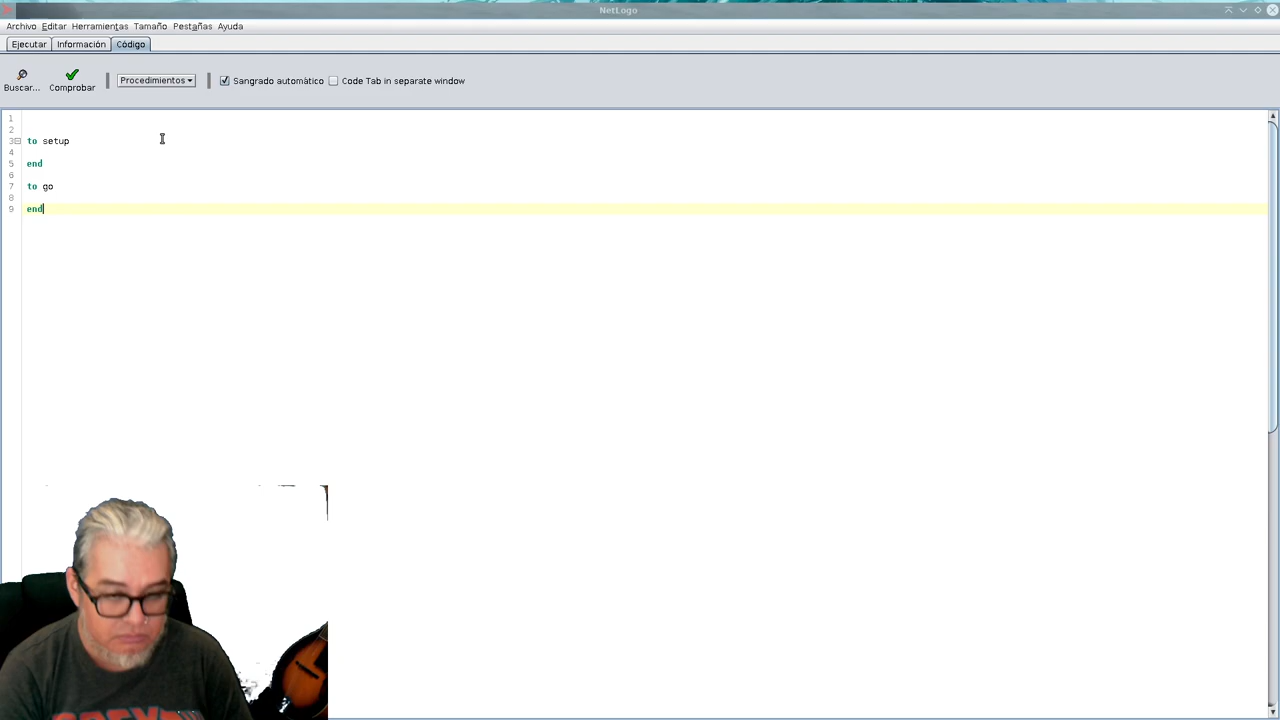 NetLogo
Archivo Editar Herramientas Tamaño Pestañas Ayuda
Ejecutar Información Código
Buscar... Comprobar Procedimientos Sangrado automático Code Tab in separate window
1
2
3 to setup
4
5 end
6
7 to go
8
9 end